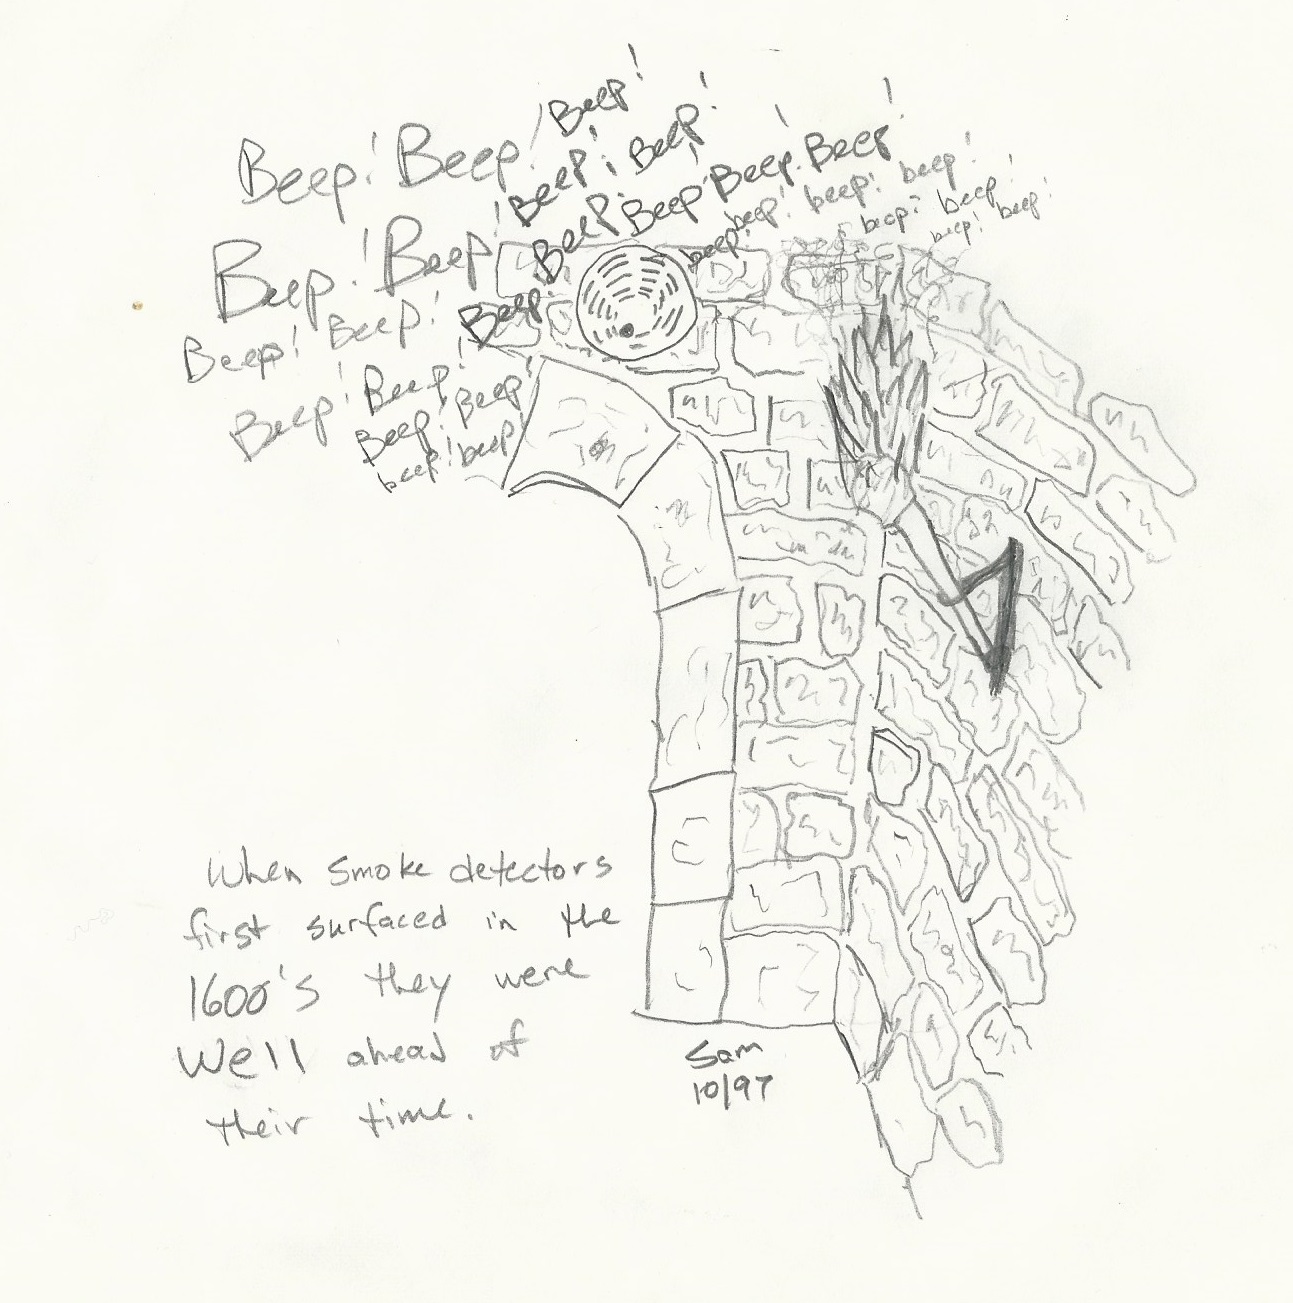 Beep!
Beep! Beep! Beep! Beep!
Beep! Beep! Beep! Beep! Beep!
Beep! Beep! Beep! beep! beep! beep! beep!
beep! beep! beep! beep! beep!
Beep! Beep! Beep!
Beep! Beep!
Beep! Beep!
beep! beep!
When smoke detectors
first surfaced in the
1600's they were
well ahead of
their time.
Sam
10/97